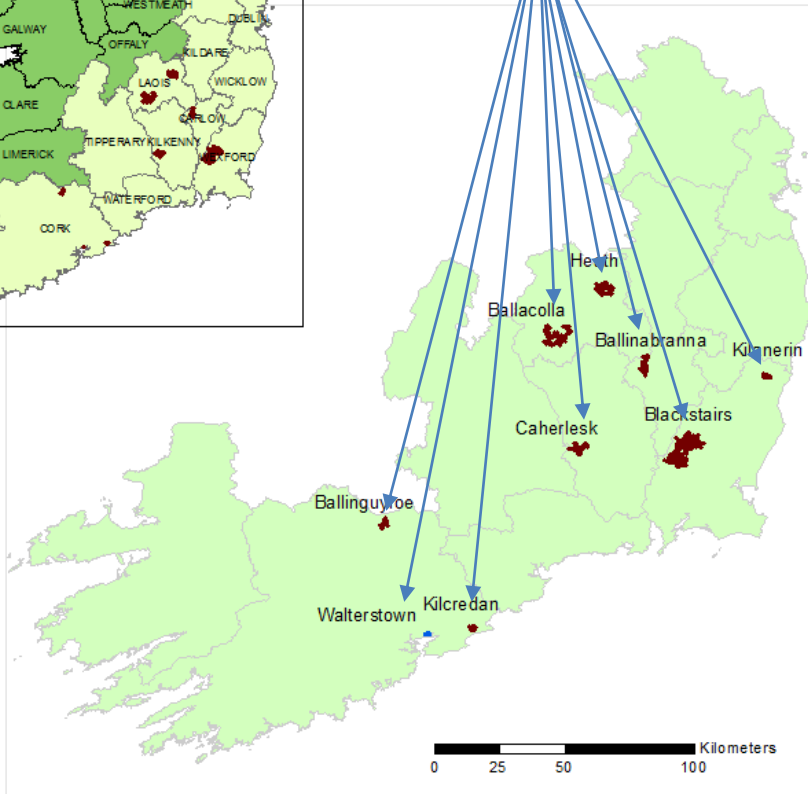 WESTMEATH
GALWAY
DUBLIN
OFFALY
KILDARE
LAOIS
WICKLOW
CLARE
CARLOW
TIPPERARY KILKENNY
LIMERICK
WEXFORD
WATERFORD
CORK
Heath
Ballacolla
Ballinabranna
Kilanerin
Blackstairs
Caherlesk
Ballinguyroe
Kilcredan
Walterstown
Kilometers
0 25 50 100